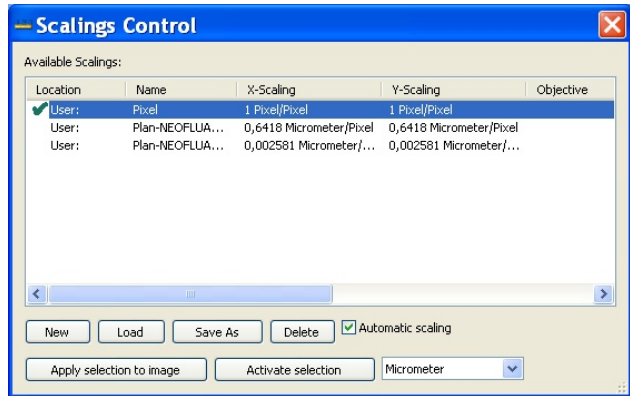 Scalings Control
Available Scalings:
Location Name X-Scaling Y-Scaling Objective
User: Pixel 1 Pixel/Pixel 1 Pixel/Pixel
User: Plan-NEOFLUA... 0,6418 Micrometer/Pixel 0,6418 Micrometer/Pixel
User: Plan-NEOFLUA... 0,002581 Micrometer/... 0,002581 Micrometer/...
New Load Save As Delete Automatic scaling
Apply selection to image Activate selection Micrometer